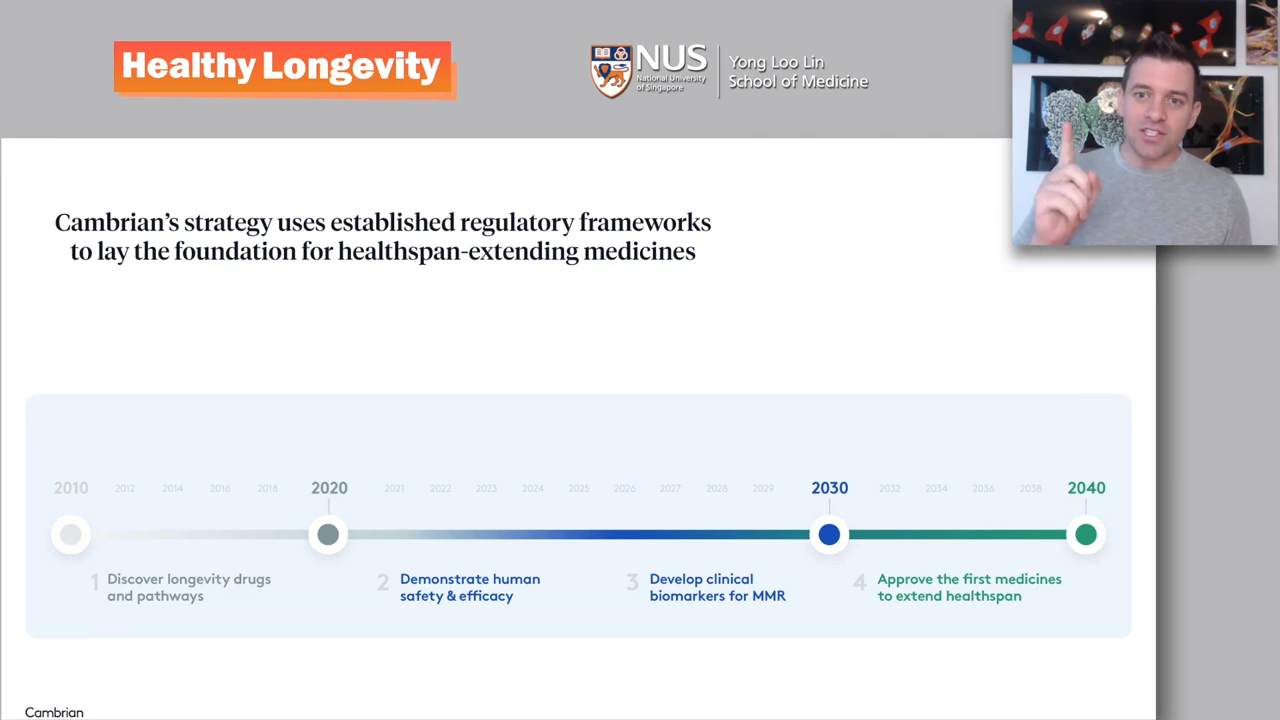 Healthy Longevity
NUS
National University
of Singapore
Yong Loo Lin
School of Medicine
Cambrian’s strategy uses established regulatory frameworks
to lay the foundation for healthspan-extending medicines
2010 2012 2014 2016 2018 2020 2021 2022 2023 2024 2025 2026 2027 2028 2029 2030 2032 2034 2036 2038 2040
1 Discover longevity drugs
and pathways
2 Demonstrate human
safety & efficacy
3 Develop clinical
biomarkers for MMR
4 Approve the first medicines
to extend healthspan
Cambrian